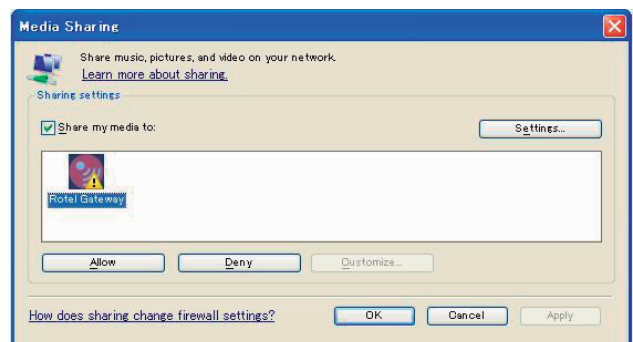 Media Sharing
Share music, pictures, and video on your network.
Learn more about sharing.
Sharing settings
Share my media to:
Settings...
Rotel Gateway
Allow
Deny
Customize...
How does sharing change firewall settings?
OK
Cancel
Apply